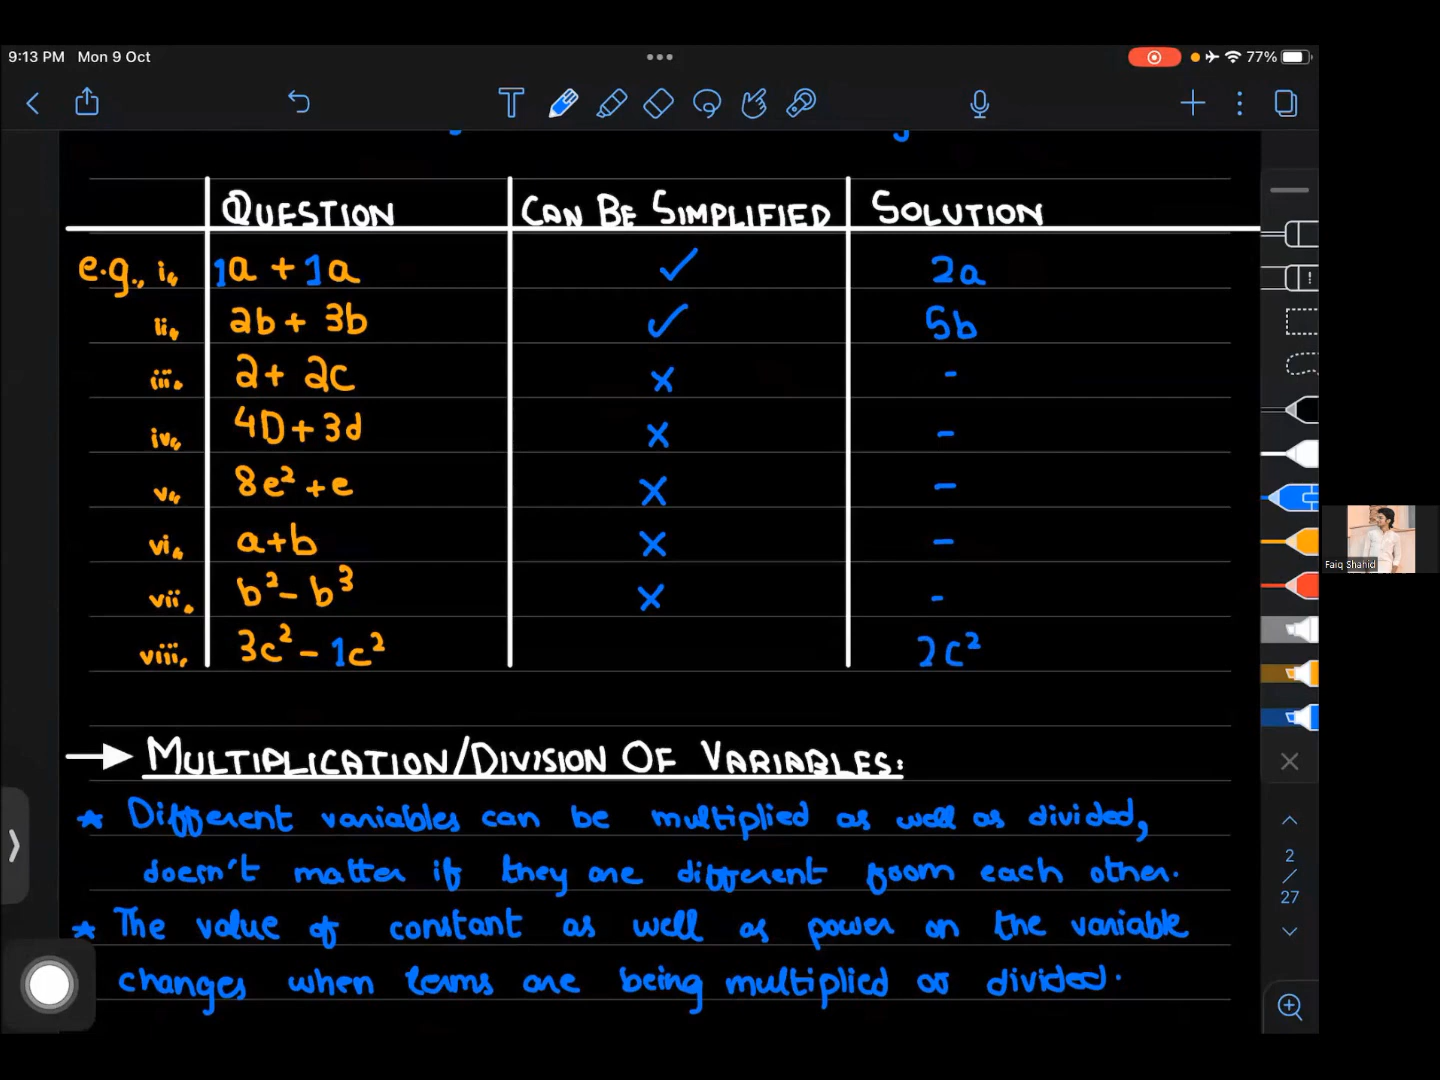 9:13 PM Mon 9 Oct
77%
QUESTION CAN BE SIMPLIFIED SOLUTION
e.g., i. 1a + 1a ✓ 2a
ii. 2b + 3b ✓ 5b
iii. 2 + 2c × -
iv. 4D + 3d × -
v. 8e² + e × -
vi. a+b × -
vii. b² - b³ × -
viii. 3c² - 1c² 2c²
→ MULTIPLICATION/DIVISION OF VARIABLES:
* Different variables can be multiplied as well as divided,
doesn't matter if they are different from each other.
* The value of constant as well as power on the variable
changes when terms are being multiplied or divided.
Faiq Shahid
2
/
27